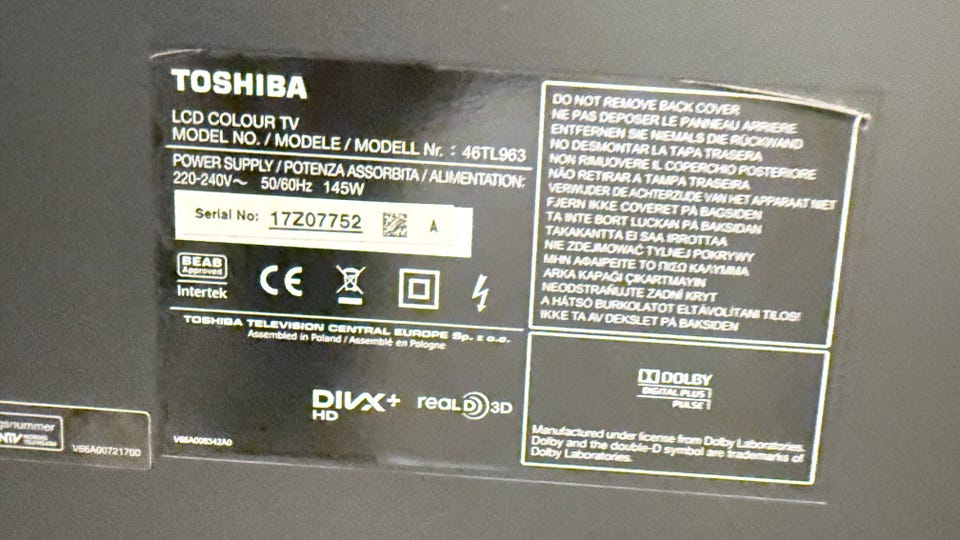 TOSHIBA
LCD COLOUR TV
MODEL NO. / MODELE / MODELL Nr. : 46TL963
POWER SUPPLY / POTENZA ASSORBITA / ALIMENTATION:
220-240V～ 50/60Hz 145W
Serial No: 17Z07752 A
BEAB
Approved
Intertek
CE
TOSHIBA TELEVISION CENTRAL EUROPE Sp. z o.o.
Assembled in Poland / Assemblé en Pologne
DIVX+
HD
REALD 3D
V66A008342A0
DO NOT REMOVE BACK COVER
NE PAS DEPOSER LE PANNEAU ARRIERE
ENTFERNEN SIE NIEMALS DIE RÜCKWAND
NO DESMONTAR LA TAPA TRASERA
NON RIMUOVERE IL COPERCHIO POSTERIORE
NÃO RETIRAR A TAMPA TRASEIRA
VERWIJDER DE ACHTERZIJDE VAN HET APPARAAT NIET
FJERN IKKE COVERET PÅ BAGSIDEN
TA INTE BORT LUCKAN PÅ BAKSIDAN
TAKAKANTTA EI SAA IRROTTAA
NIE ZDEJMOWAĆ TYLNEJ POKRYWY
ΜΗΝ ΑΦΑΙΡΕΙΤΕ ΤΟ ΠΙΣΩ ΚΑΛΥΜΜΑ
ARKA KAPAĞI ÇIKARTMAYIN
NEODSTRAŇUJTE ZADNÍ KRYT
A HÁTSÓ BURKOLATOT ELTÁVOLÍTANI TILOS!
IKKE TA AV DEKSLET PÅ BAKSIDEN
DOLBY
DIGITAL PLUS
PULSE
Manufactured under license from Dolby Laboratories.
Dolby and the double-D symbol are trademarks of
Dolby Laboratories.
gsnummer
NTV
V66A00721700